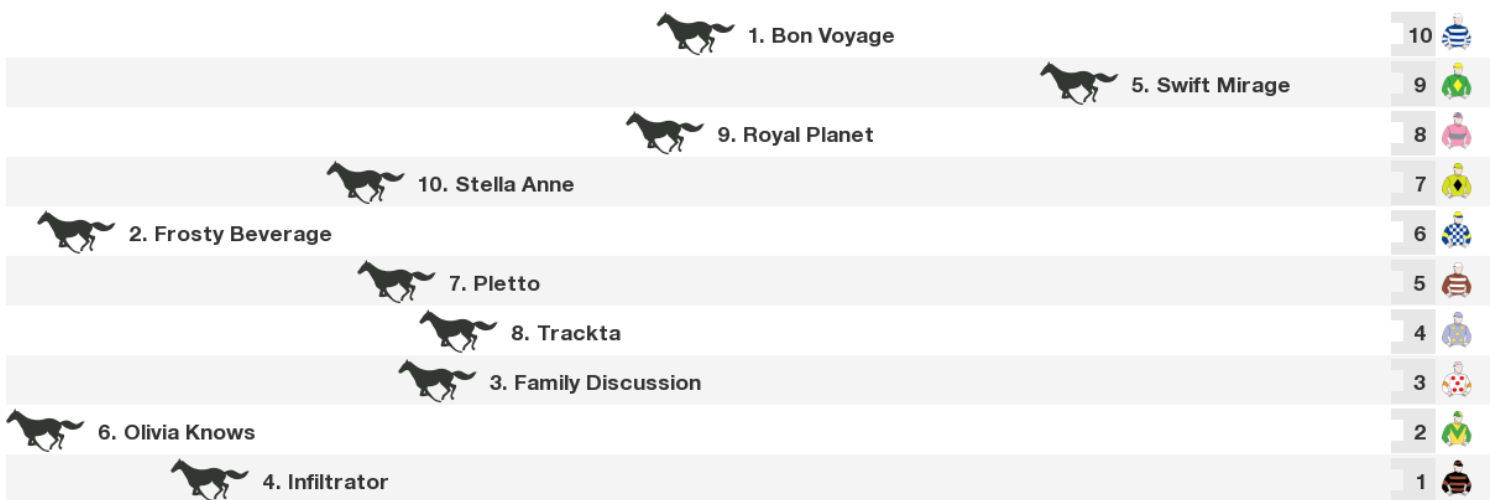 1. Bon Voyage 10
5. Swift Mirage 9
9. Royal Planet 8
10. Stella Anne 7
2. Frosty Beverage 6
7. Pletto 5
8. Trackta 4
3. Family Discussion 3
6. Olivia Knows 2
4. Infiltrator 1